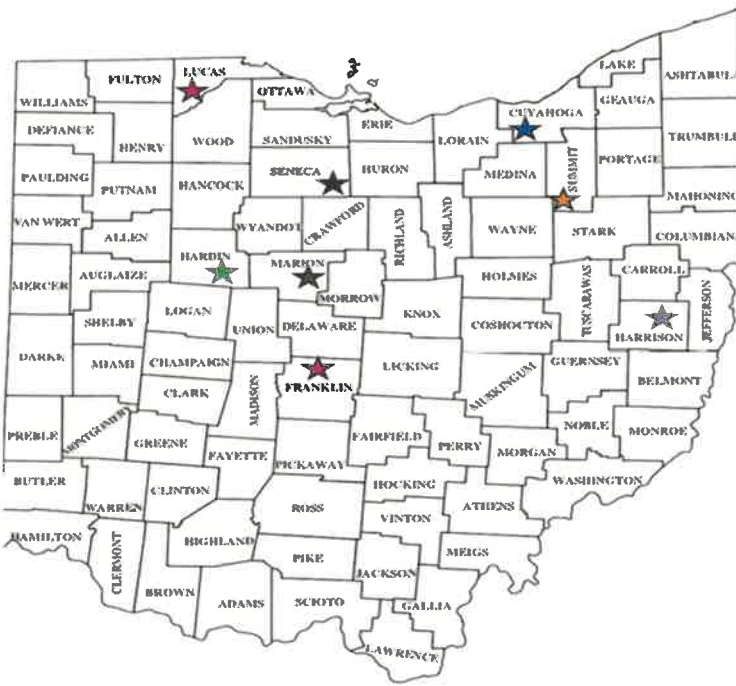 LAKE
ASHTABUL
LUCAS
FULTON
OTTAWA
WILLIAMS
GEAUGA
CUYAHOGA
ERIE
DEFIANCE
HENRY
WOOD
SANDUSKY
LORAIN
TRUMBULL
PAULDING
PUTNAM
HANCOCK
SENECA
HURON
MEDINA
SUMMIT
PORTAGE
MAHONING
VAN WERT
ALLEN
WYANDOT
CRAWFORD
RICHLAND
ASHLAND
WAYNE
STARK
COLUMBIAN
MERCER
AUGLAIZE
HARDIN
MARION
MORROW
HOLMES
TUSCARAWAS
CARROLL
JEFFERSON
SHELBY
LOGAN
UNION
DELAWARE
KNOX
COSHOCTON
HARRISON
DARKE
MIAMI
CHAMPAIGN
CLARK
MADISON
FRANKLIN
LICKING
MUSKINGUM
GUERNSEY
BELMONT
PREBLE
MONTGOMERY
GREENE
FAYETTE
PICKAWAY
FAIRFIELD
PERRY
MORGAN
NOBLE
MONROE
BUTLER
WARREN
CLINTON
ROSS
HOCKING
ATHENS
WASHINGTON
HAMILTON
CLERMONT
HIGHLAND
VINTON
MEIGS
BROWN
ADAMS
PIKE
JACKSON
SCIOTO
GALLIA
LAWRENCE